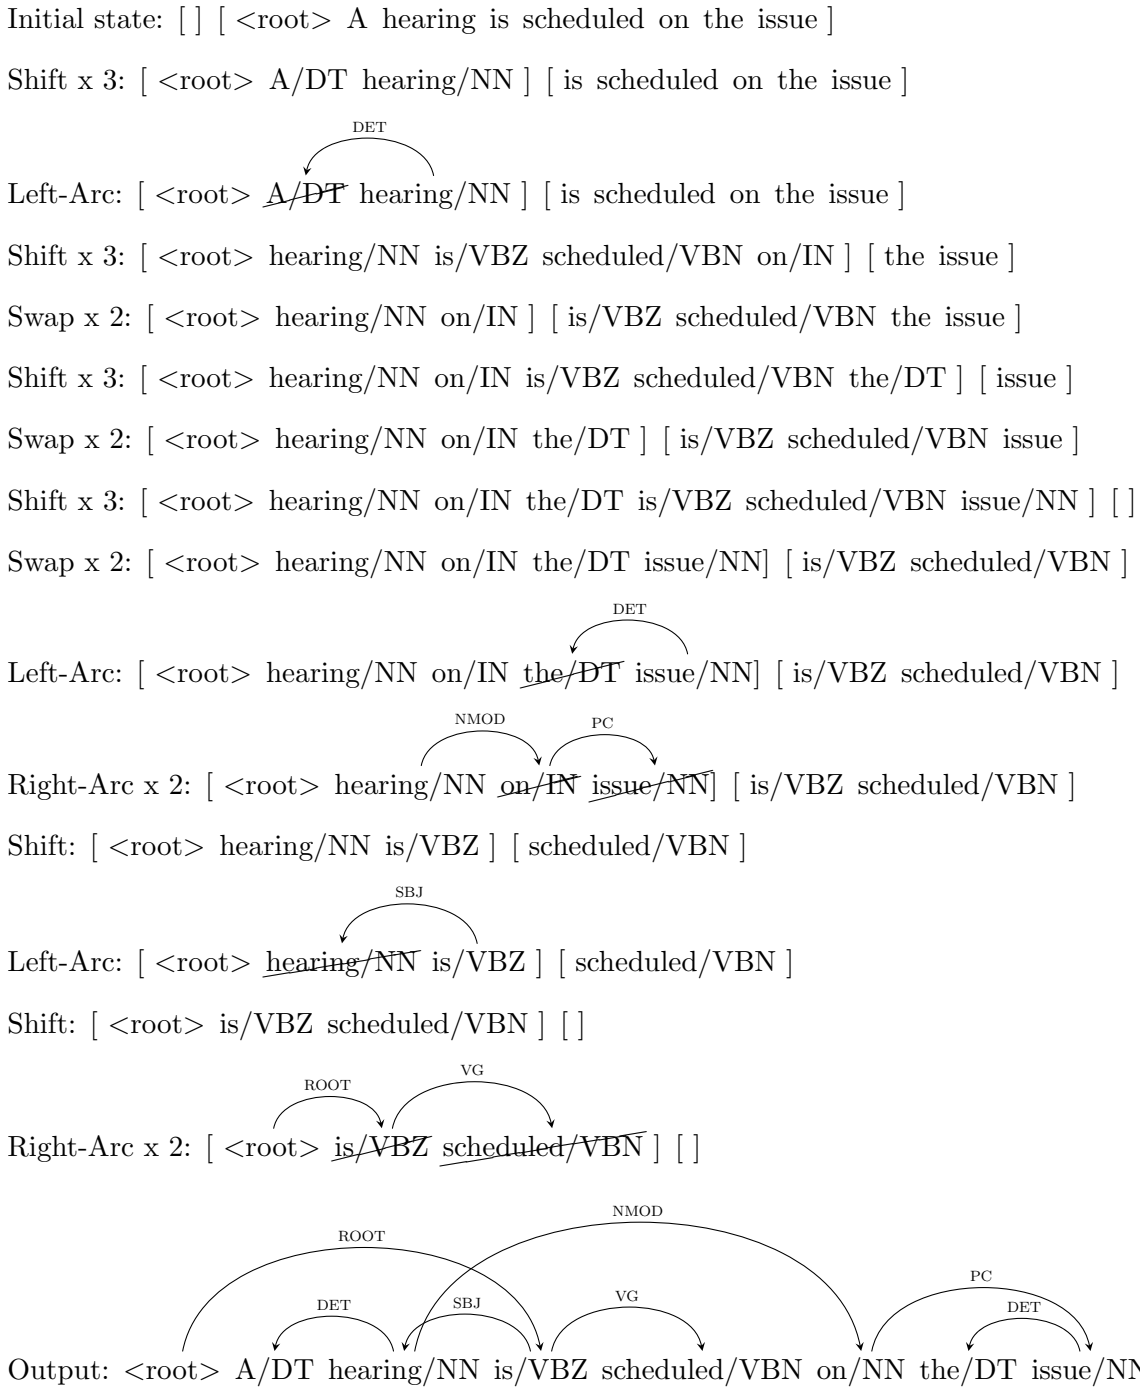 Initial state: [ ] [ <root> A hearing is scheduled on the issue ]
Shift x 3: [ <root> A/DT hearing/NN ] [ is scheduled on the issue ]
DET
Left-Arc: [ <root> A/DT hearing/NN ] [ is scheduled on the issue ]
Shift x 3: [ <root> hearing/NN is/VBZ scheduled/VBN on/IN ] [ the issue ]
Swap x 2: [ <root> hearing/NN on/IN ] [ is/VBZ scheduled/VBN the issue ]
Shift x 3: [ <root> hearing/NN on/IN is/VBZ scheduled/VBN the/DT ] [ issue ]
Swap x 2: [ <root> hearing/NN on/IN the/DT ] [ is/VBZ scheduled/VBN issue ]
Shift x 3: [ <root> hearing/NN on/IN the/DT is/VBZ scheduled/VBN issue/NN ] [ ]
Swap x 2: [ <root> hearing/NN on/IN the/DT issue/NN] [ is/VBZ scheduled/VBN ]
DET
Left-Arc: [ <root> hearing/NN on/IN the/DT issue/NN] [ is/VBZ scheduled/VBN ]
NMOD PC
Right-Arc x 2: [ <root> hearing/NN on/IN issue/NN] [ is/VBZ scheduled/VBN ]
Shift: [ <root> hearing/NN is/VBZ ] [ scheduled/VBN ]
SBJ
Left-Arc: [ <root> hearing/NN is/VBZ ] [ scheduled/VBN ]
Shift: [ <root> is/VBZ scheduled/VBN ] [ ]
ROOT VG
Right-Arc x 2: [ <root> is/VBZ scheduled/VBN ] [ ]
NMOD
ROOT
PC
DET SBJ VG DET
Output: <root> A/DT hearing/NN is/VBZ scheduled/VBN on/NN the/DT issue/NN